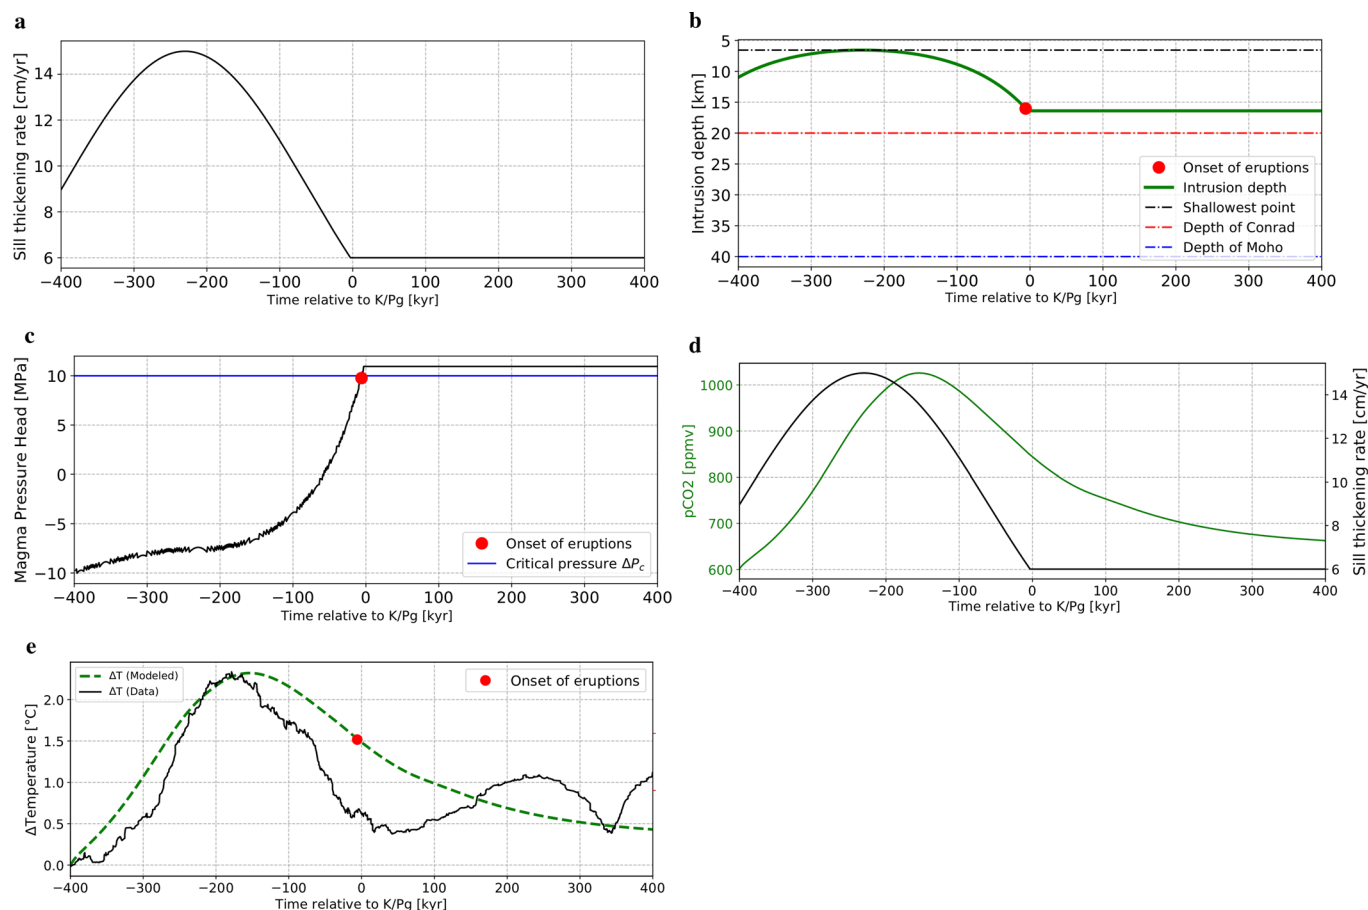 a
Sill thickening rate [cm/yr]
14
12
10
8
6
−400 −300 −200 −100 0 100 200 300 400
Time relative to K/Pg [kyr]
b
Intrusion depth [km]
5
10
15
20
25
30
35
40
Onset of eruptions
Intrusion depth
Shallowest point
Depth of Conrad
Depth of Moho
−400 −300 −200 −100 0 100 200 300 400
Time relative to K/Pg [kyr]
c
Magma Pressure Head [MPa]
10
5
0
−5
−10
Onset of eruptions
Critical pressure ΔP_c
−400 −300 −200 −100 0 100 200 300 400
Time relative to K/Pg [kyr]
d
pCO2 [ppmv]
1000
900
800
700
600
14
12
10
8
6
Sill thickening rate [cm/yr]
−400 −300 −200 −100 0 100 200 300 400
Time relative to K/Pg [kyr]
e
ΔTemperature [°C]
2.0
1.5
1.0
0.5
0.0
ΔT (Modeled)
ΔT (Data)
Onset of eruptions
−400 −300 −200 −100 0 100 200 300 400
Time relative to K/Pg [kyr]